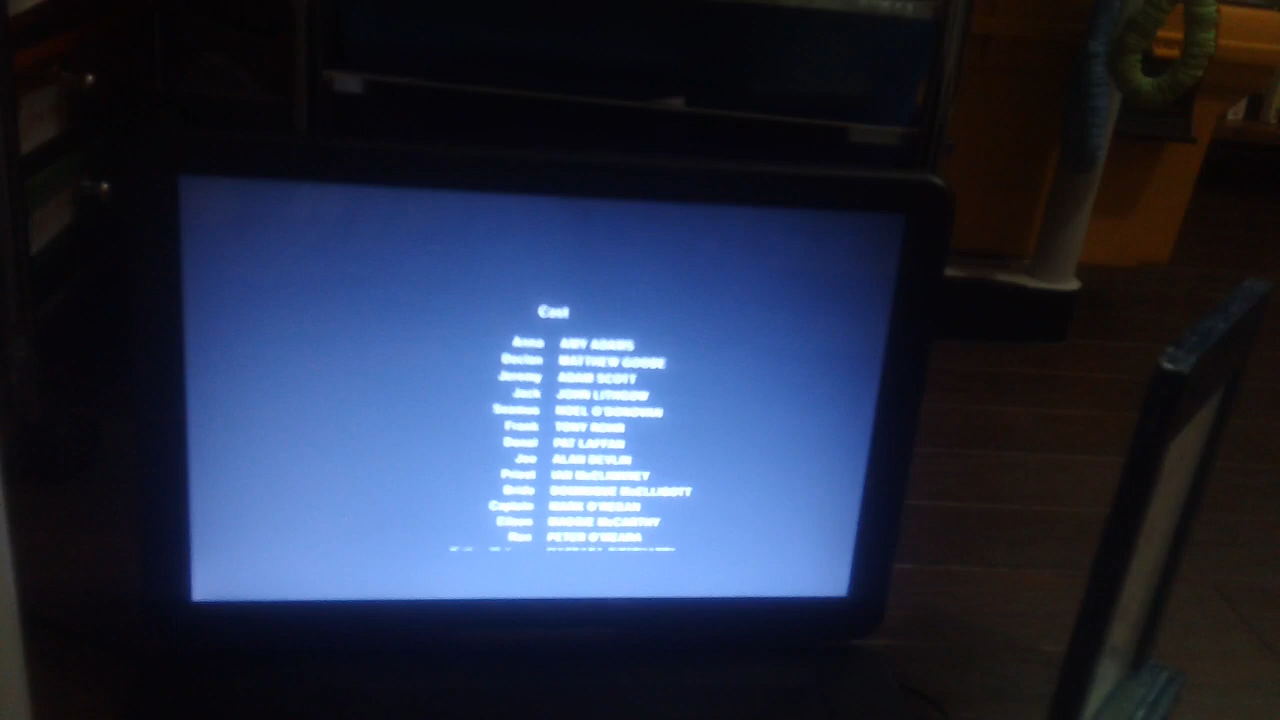 Cast
Anna AMY ADAMS
Declan MATTHEW GOODE
Jeremy ADAM SCOTT
Jack JOHN LITHGOW
Seamus NOEL O'DONOVAN
Frank TONY ROHR
Donal PAT LAFFAN
Joe ALAN DEVLIN
Priest IAN McELHINNEY
Bride DOMINIQUE McELLIGOTT
Captain MARK O'REGAN
Eileen MAGGIE McCARTHY
Ron PETER O'MEARA